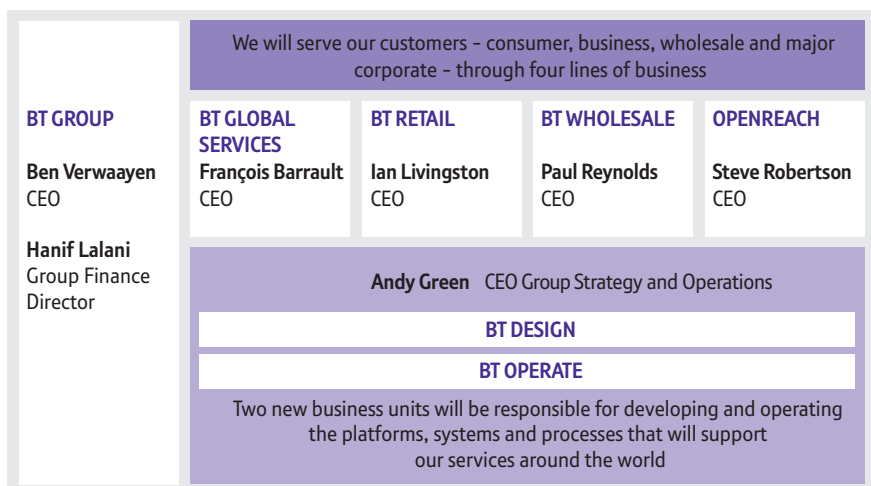 We will serve our customers – consumer, business, wholesale and major
corporate – through four lines of business
BT GROUP
Ben Verwaayen
CEO
Hanif Lalani
Group Finance
Director
BT GLOBAL
SERVICES
François Barrault
CEO
BT RETAIL
Ian Livingston
CEO
BT WHOLESALE
Paul Reynolds
CEO
OPENREACH
Steve Robertson
CEO
Andy Green CEO Group Strategy and Operations
BT DESIGN
BT OPERATE
Two new business units will be responsible for developing and operating
the platforms, systems and processes that will support
our services around the world